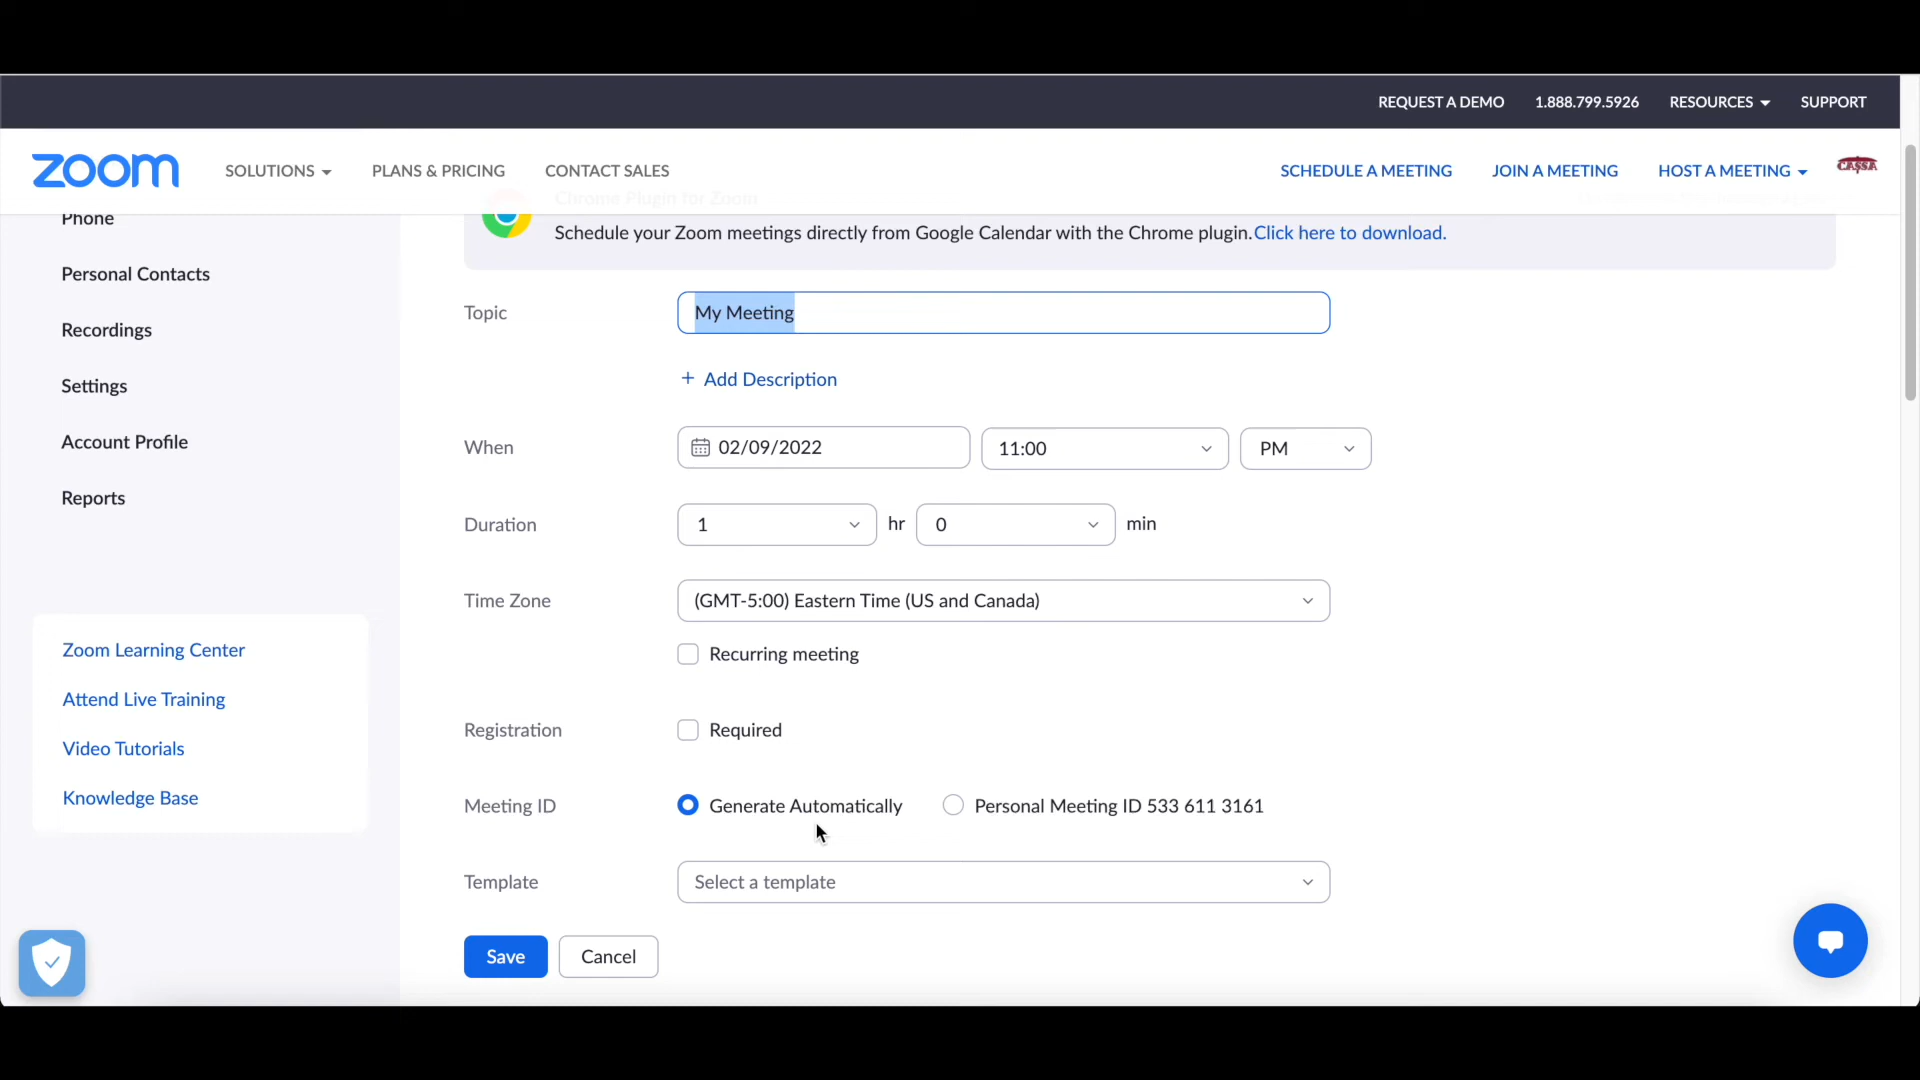 REQUEST A DEMO 1.888.799.5926 RESOURCES SUPPORT
zoom SOLUTIONS PLANS & PRICING CONTACT SALES SCHEDULE A MEETING JOIN A MEETING HOST A MEETING CASSA
Chrome Plugin for Zoom
Phone
Schedule your Zoom meetings directly from Google Calendar with the Chrome plugin.Click here to download.
Personal Contacts
Recordings
Settings
Account Profile
Reports
Zoom Learning Center
Attend Live Training
Video Tutorials
Knowledge Base
Topic My Meeting
+ Add Description
When 02/09/2022 11:00 PM
Duration 1 hr 0 min
Time Zone (GMT-5:00) Eastern Time (US and Canada)
Recurring meeting
Registration Required
Meeting ID Generate Automatically Personal Meeting ID 533 611 3161
Template Select a template
Save Cancel